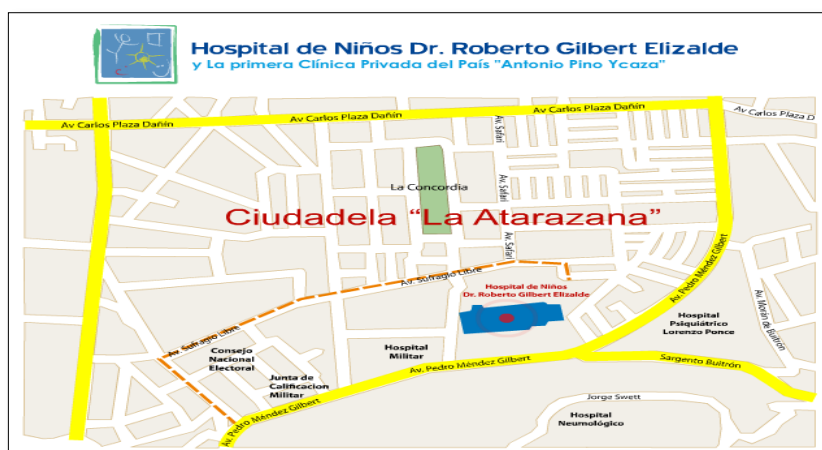 Hospital de Niños Dr. Roberto Gilbert Elizalde
y La primera Clínica Privada del País "Antonio Pino Ycaza"
Av Carlos Plaza Dañín
Av Carlos Plaza Dañín
Av Carlos Plaza Dañín
Av Carlos Plaza D
Av. Safari
Av. Safari
Av. Safari
La Concordia
Ciudadela “La Atarazana”
Av. Pedro Méndez Gilbert
Av. Sufragio Libre
Hospital de Niños
Dr. Roberto Gilbert Elizalde
Av. Morán de Buitrón
Hospital
Psiquiátrico
Lorenzo Ponce
Av. Sufragio Libre
Consejo
Nacional
Electoral
Hospital
Militar
Av. Pedro Méndez Gilbert
Sargento Buitrón
Junta de
Calificacion
Militar
Av. Pedro Méndez Gilbert
Jorge Swett
Hospital
Neumológico